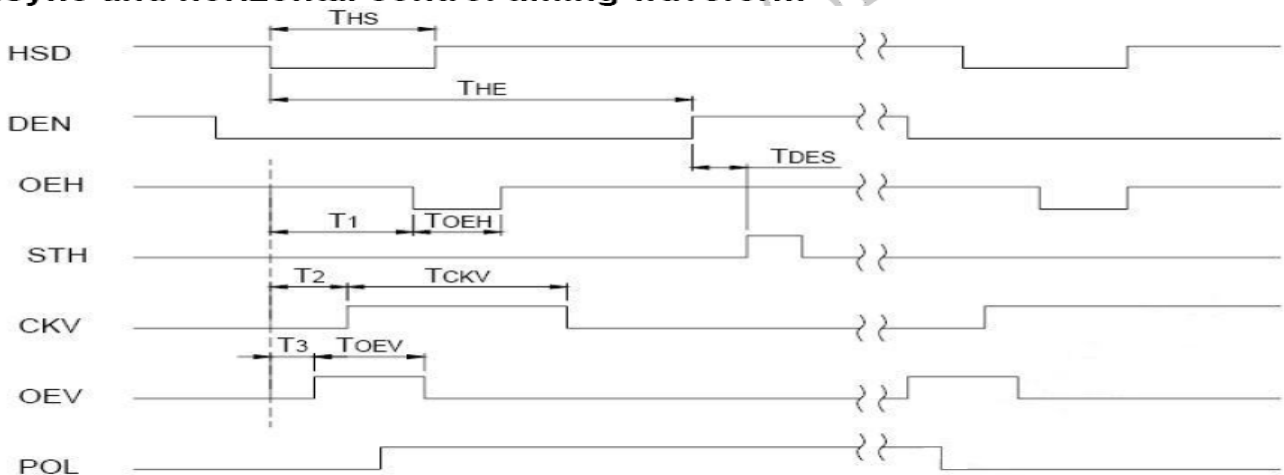 sync and horizontal control timing waveform
THS
HSD
THE
DEN
TDES
OEH
T1 TOEH
STH
T2 TCKV
CKV
T3 TOEV
OEV
POL